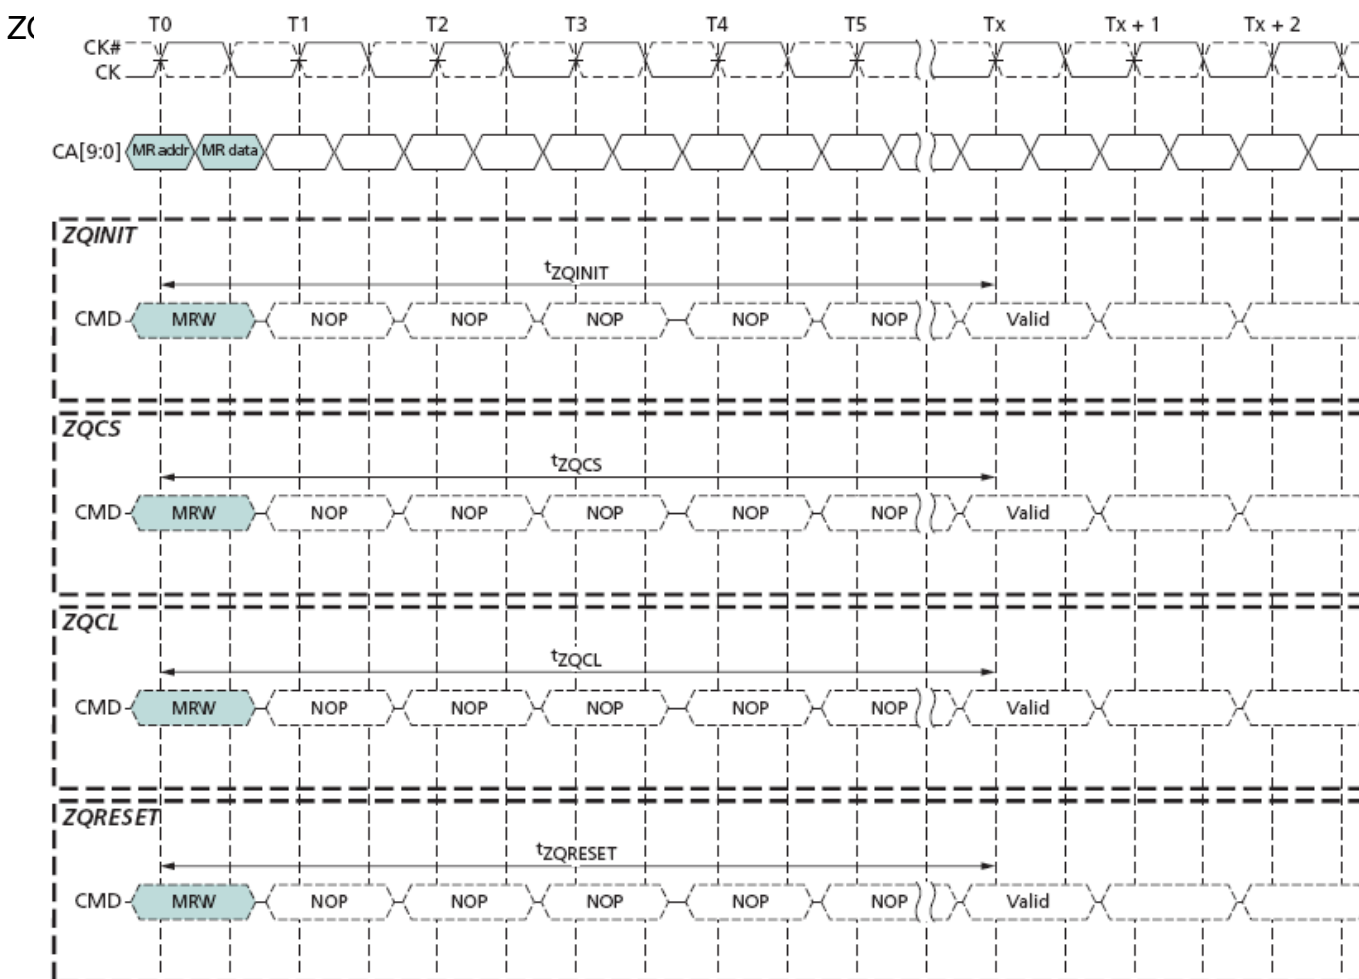 ZQ
T0 T1 T2 T3 T4 T5 Tx Tx + 1 Tx + 2
CK#
CK
CA[9:0] MR addr MR data
ZQINIT
tZQINIT
CMD MRW NOP NOP NOP NOP NOP Valid
ZQCS
tZQCS
CMD MRW NOP NOP NOP NOP NOP Valid
ZQCL
tZQCL
CMD MRW NOP NOP NOP NOP NOP Valid
ZQRESET
tZQRESET
CMD MRW NOP NOP NOP NOP NOP Valid